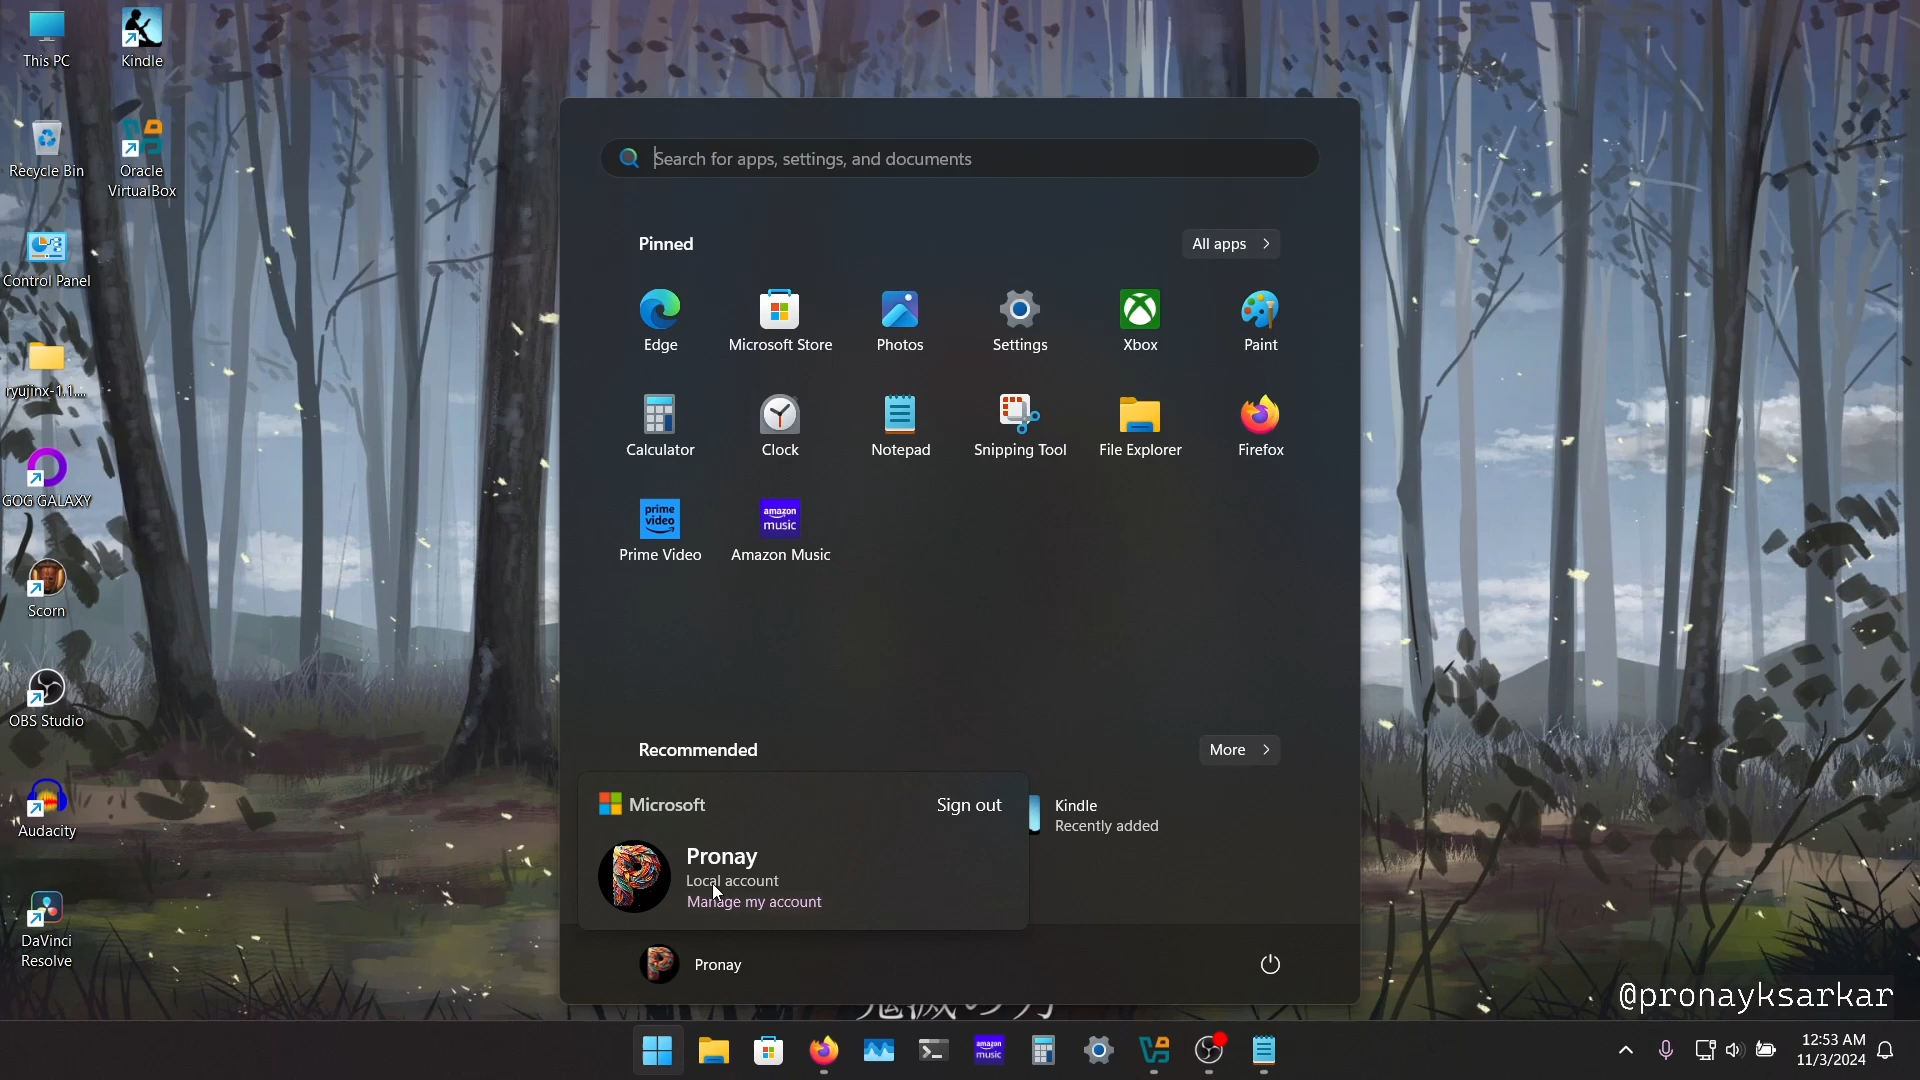 This PC
Kindle
Recycle Bin
Oracle
VirtualBox
Control Panel
ryujinx-1.1....
GOG GALAXY
Scorn
OBS Studio
Audacity
DaVinci
Resolve
Search for apps, settings, and documents
Pinned
All apps
Edge
Microsoft Store
Photos
Settings
Xbox
Paint
Calculator
Clock
Notepad
Snipping Tool
File Explorer
Firefox
prime
video
Prime Video
amazon
music
Amazon Music
Recommended
More
Microsoft
Sign out
Pronay
Local account
Manage my account
Kindle
Recently added
Pronay
@pronayksarkar
amazon
music
12:53 AM
11/3/2024